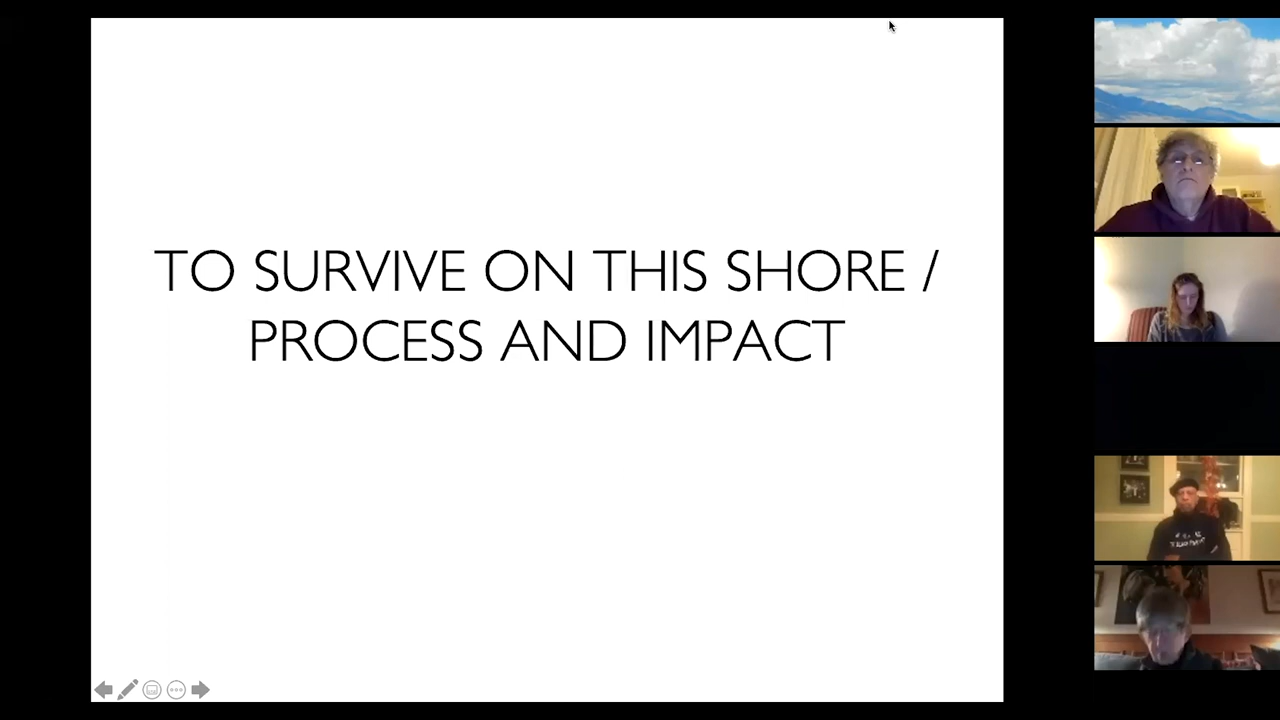 TO SURVIVE ON THIS SHORE /
PROCESS AND IMPACT